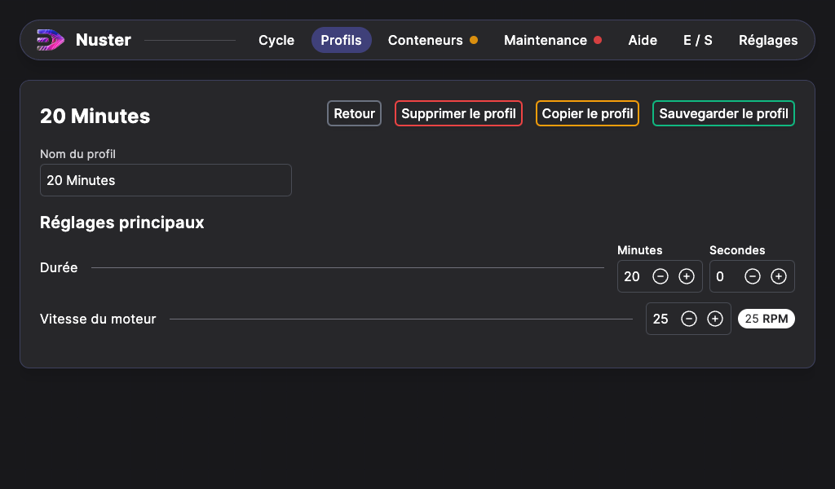 Nuster Cycle Profils Conteneurs Maintenance Aide E / S Réglages
20 Minutes Retour Supprimer le profil Copier le profil Sauvegarder le profil
Nom du profil
20 Minutes
Réglages principaux
Minutes Secondes
Durée 20 0
Vitesse du moteur 25 25 RPM